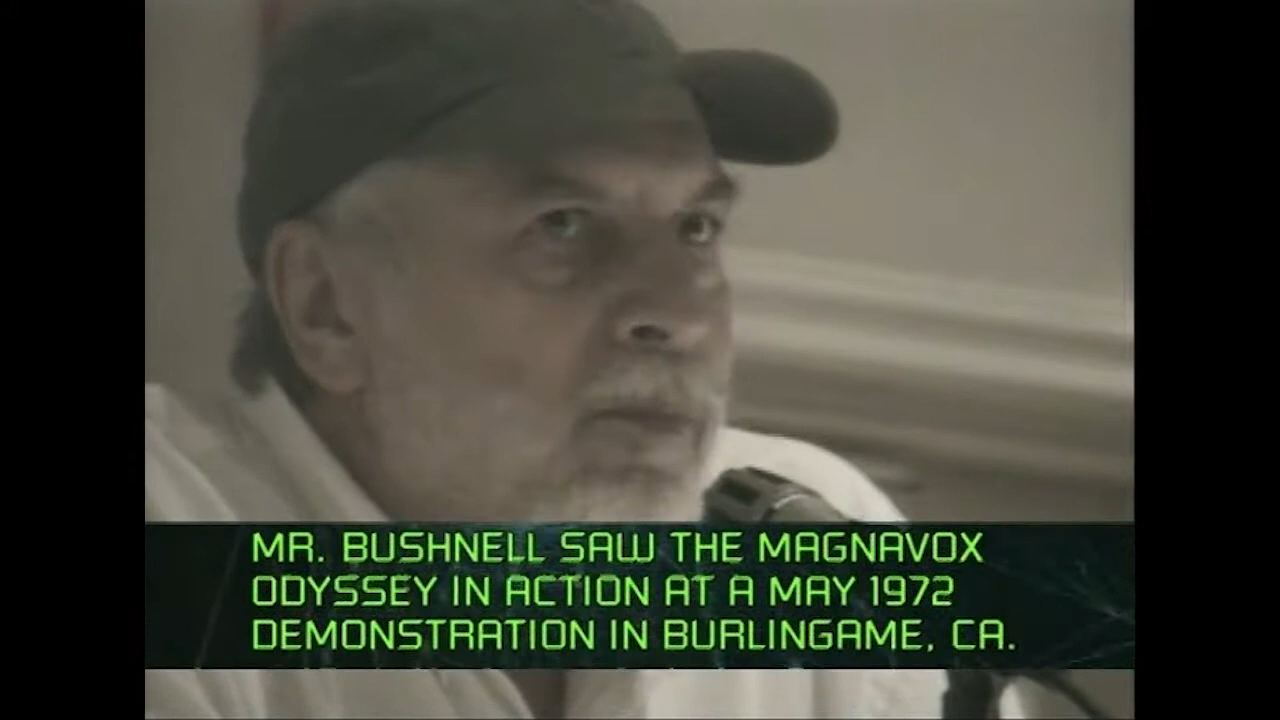 MR. BUSHNELL SAW THE MAGNAVOX
ODYSSEY IN ACTION AT A MAY 1972
DEMONSTRATION IN BURLINGAME, CA.